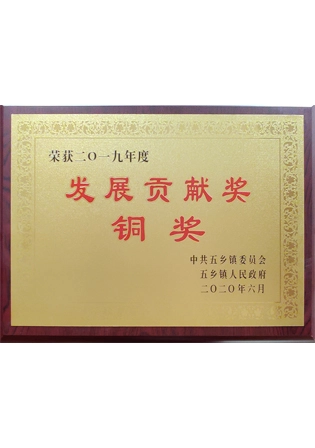 荣获二〇一九年度
发展贡献奖
铜奖
中共五乡镇委员会
五乡镇人民政府
二〇二〇年六月